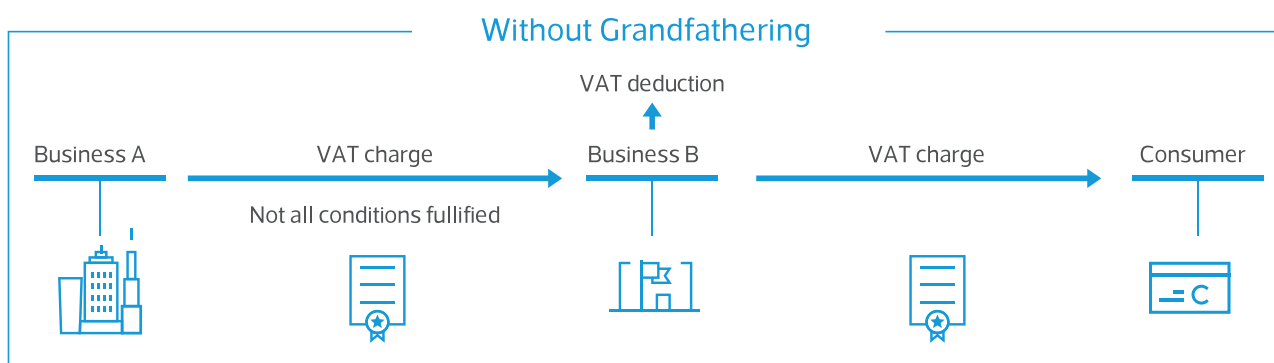 Without Grandfathering
VAT deduction
Business A
VAT charge
Business B
VAT charge
Consumer
Not all conditions fullified
C